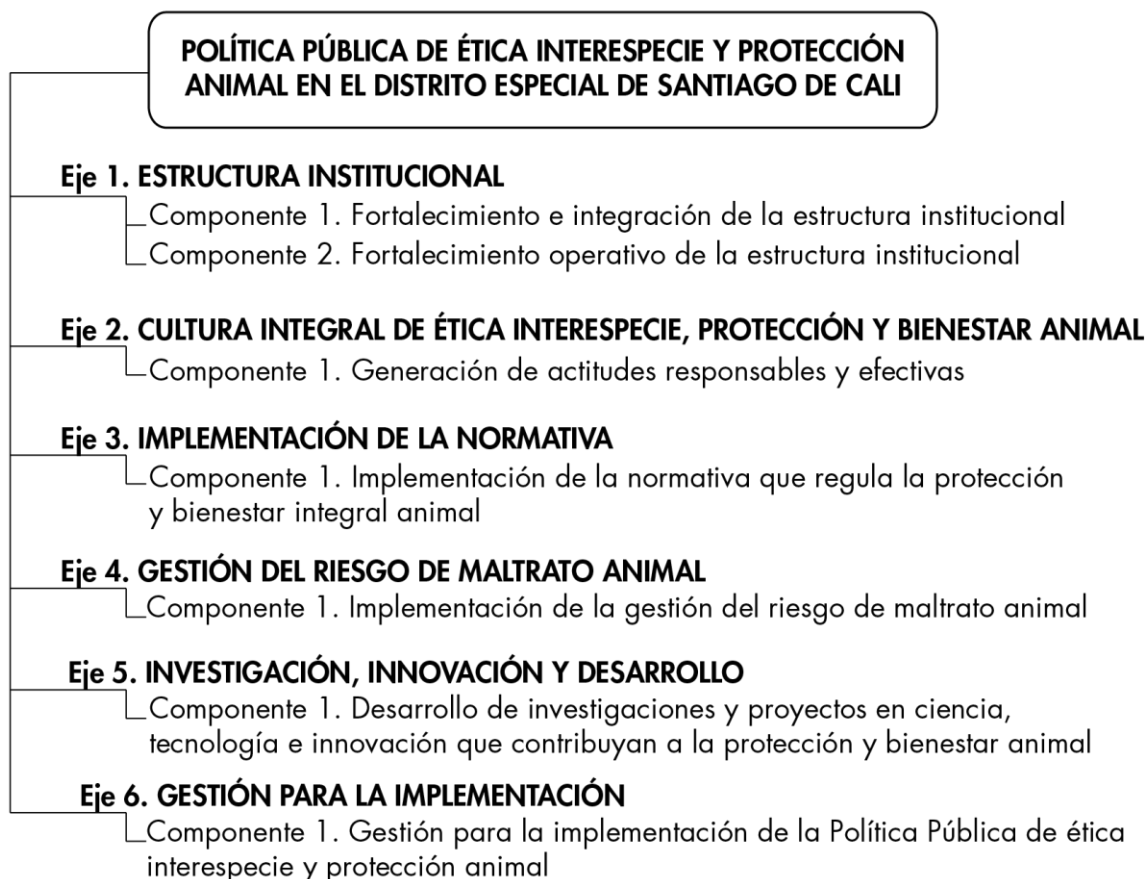 POLÍTICA PÚBLICA DE ÉTICA INTERESPECIE Y PROTECCIÓN
ANIMAL EN EL DISTRITO ESPECIAL DE SANTIAGO DE CALI
Eje 1. ESTRUCTURA INSTITUCIONAL
Componente 1. Fortalecimiento e integración de la estructura institucional
Componente 2. Fortalecimiento operativo de la estructura institucional
Eje 2. CULTURA INTEGRAL DE ÉTICA INTERESPECIE, PROTECCIÓN Y BIENESTAR ANIMAL
Componente 1. Generación de actitudes responsables y efectivas
Eje 3. IMPLEMENTACIÓN DE LA NORMATIVA
Componente 1. Implementación de la normativa que regula la protección
y bienestar integral animal
Eje 4. GESTIÓN DEL RIESGO DE MALTRATO ANIMAL
Componente 1. Implementación de la gestión del riesgo de maltrato animal
Eje 5. INVESTIGACIÓN, INNOVACIÓN Y DESARROLLO
Componente 1. Desarrollo de investigaciones y proyectos en ciencia,
tecnología e innovación que contribuyan a la protección y bienestar animal
Eje 6. GESTIÓN PARA LA IMPLEMENTACIÓN
Componente 1. Gestión para la implementación de la Política Pública de ética
interespecie y protección animal